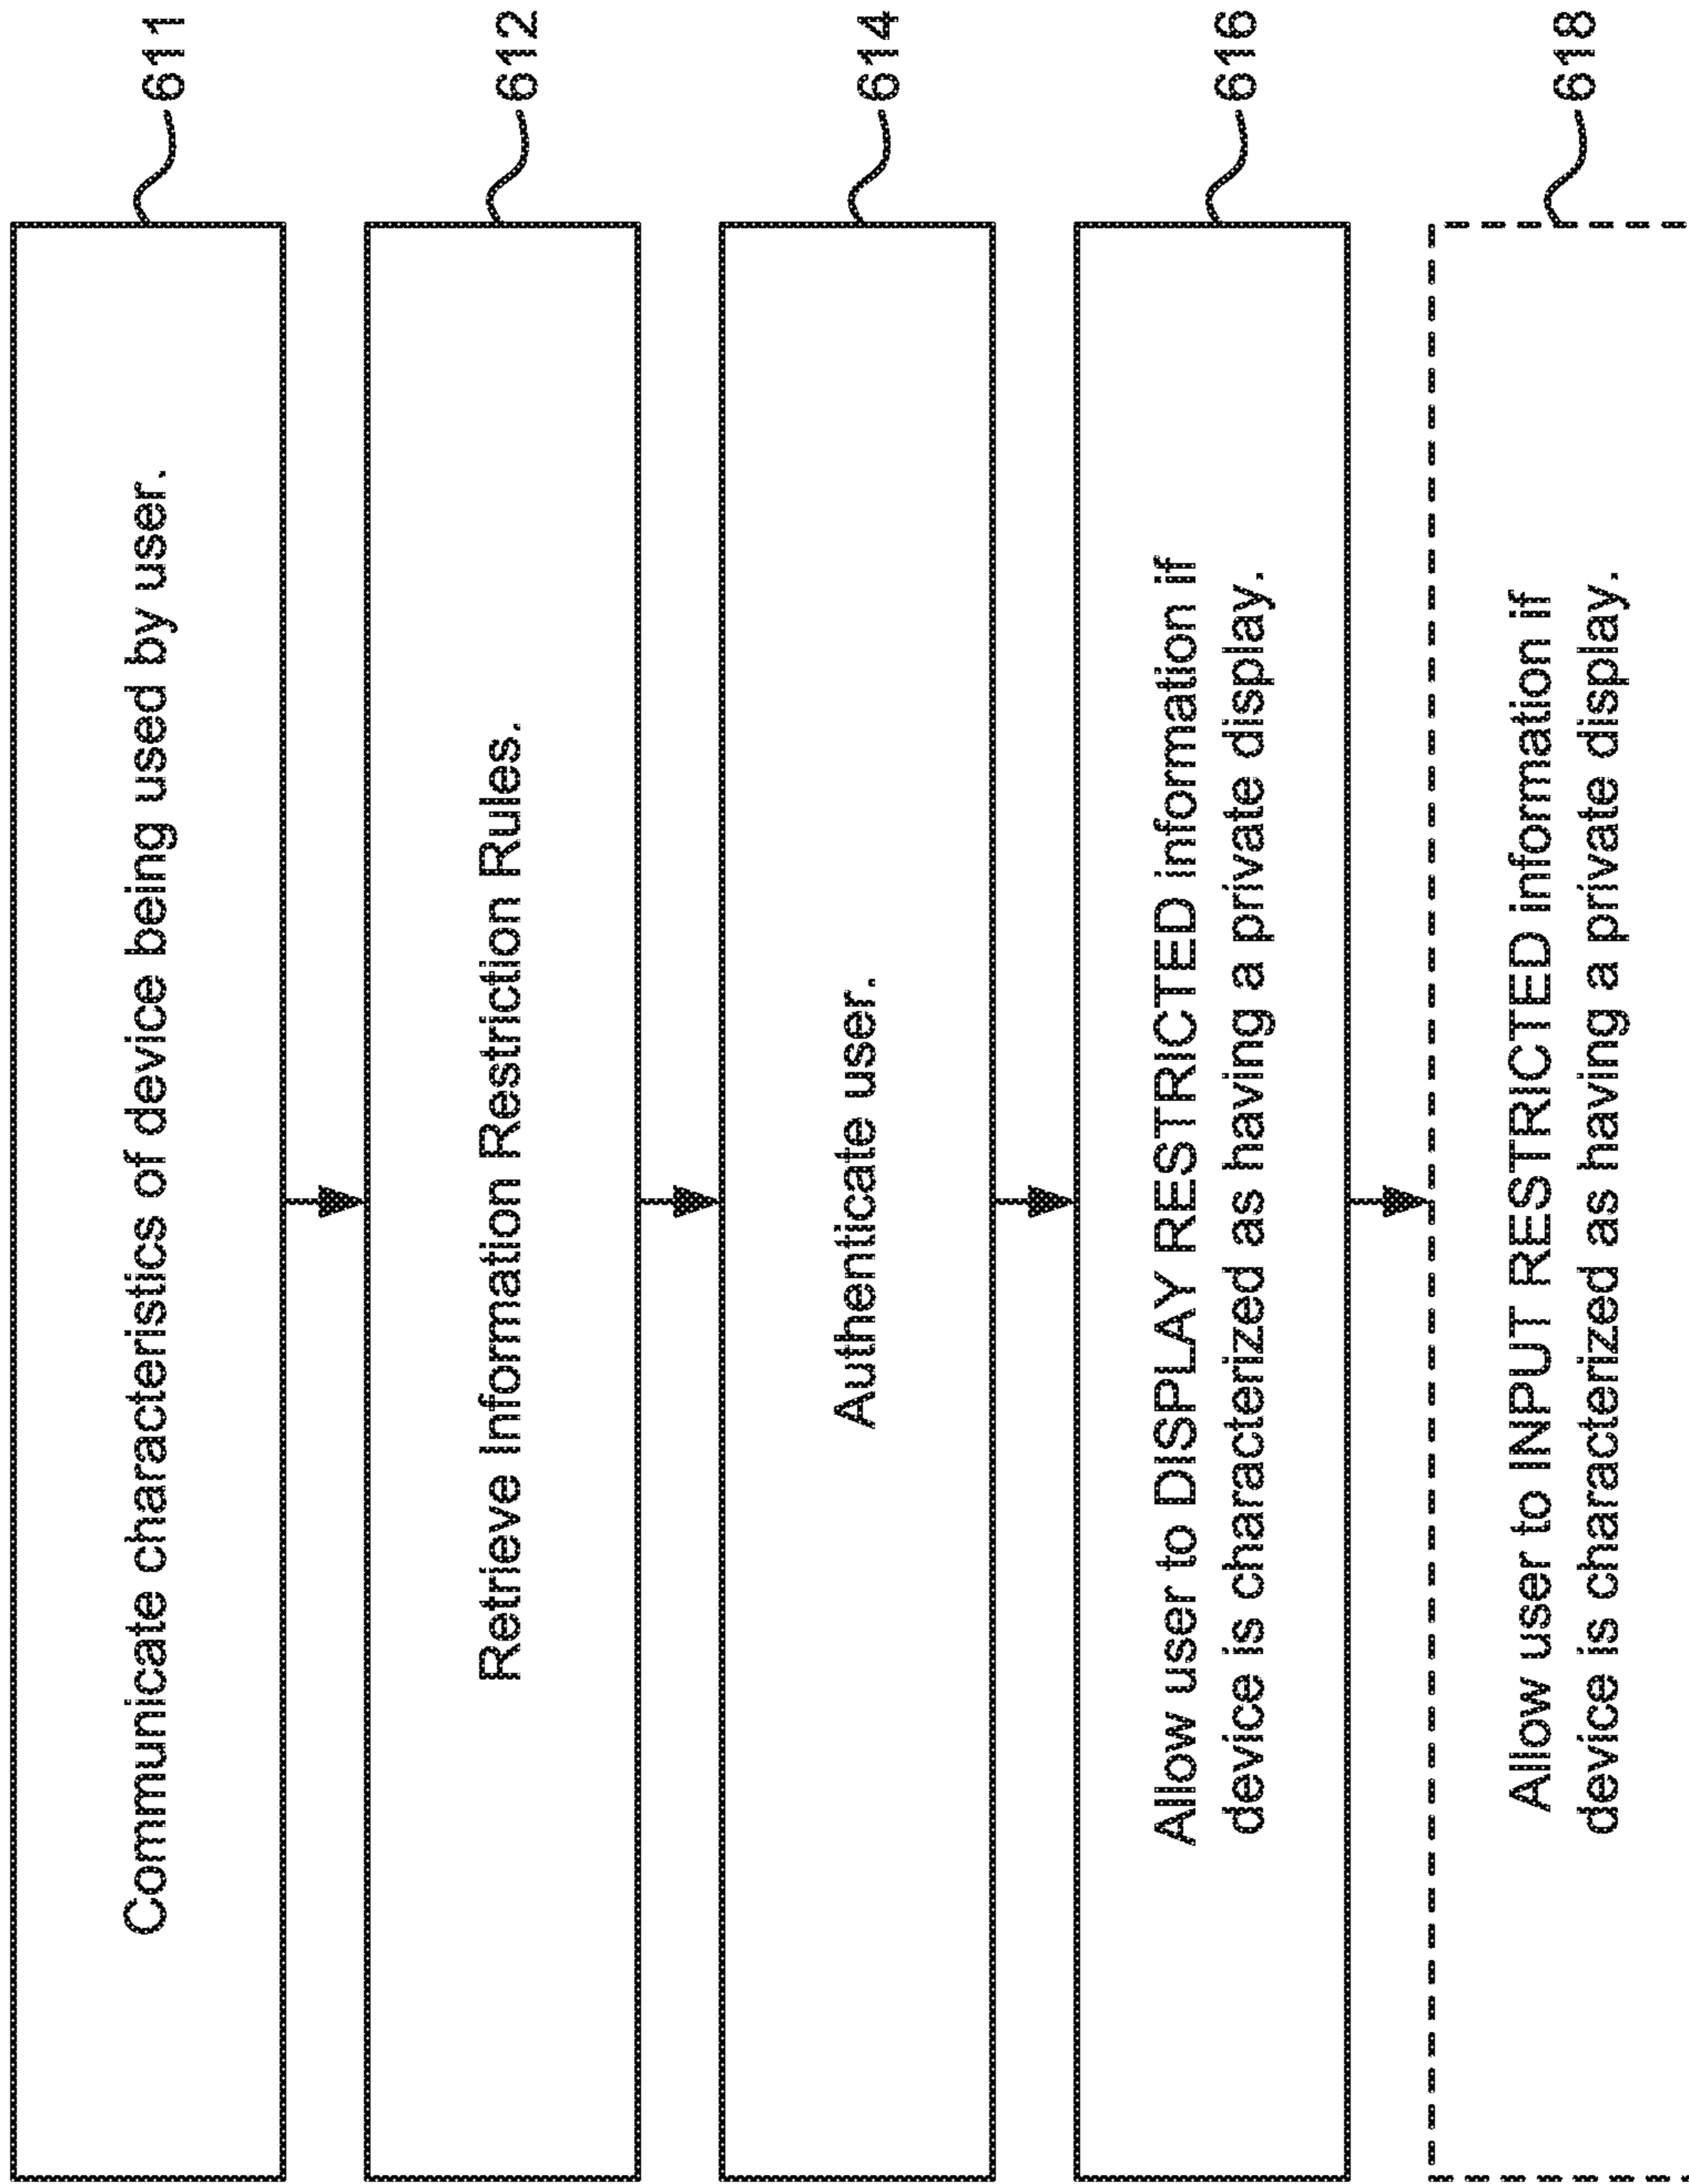 Communicate characteristics of device being used by user.
611
Retrieve Information Restriction Rules.
612
Authenticate user.
614
Allow user to DISPLAY RESTRICTED information if
device is characterized as having a private display.
616
Allow user to INPUT RESTRICTED information if
device is characterized as having a private display.
618